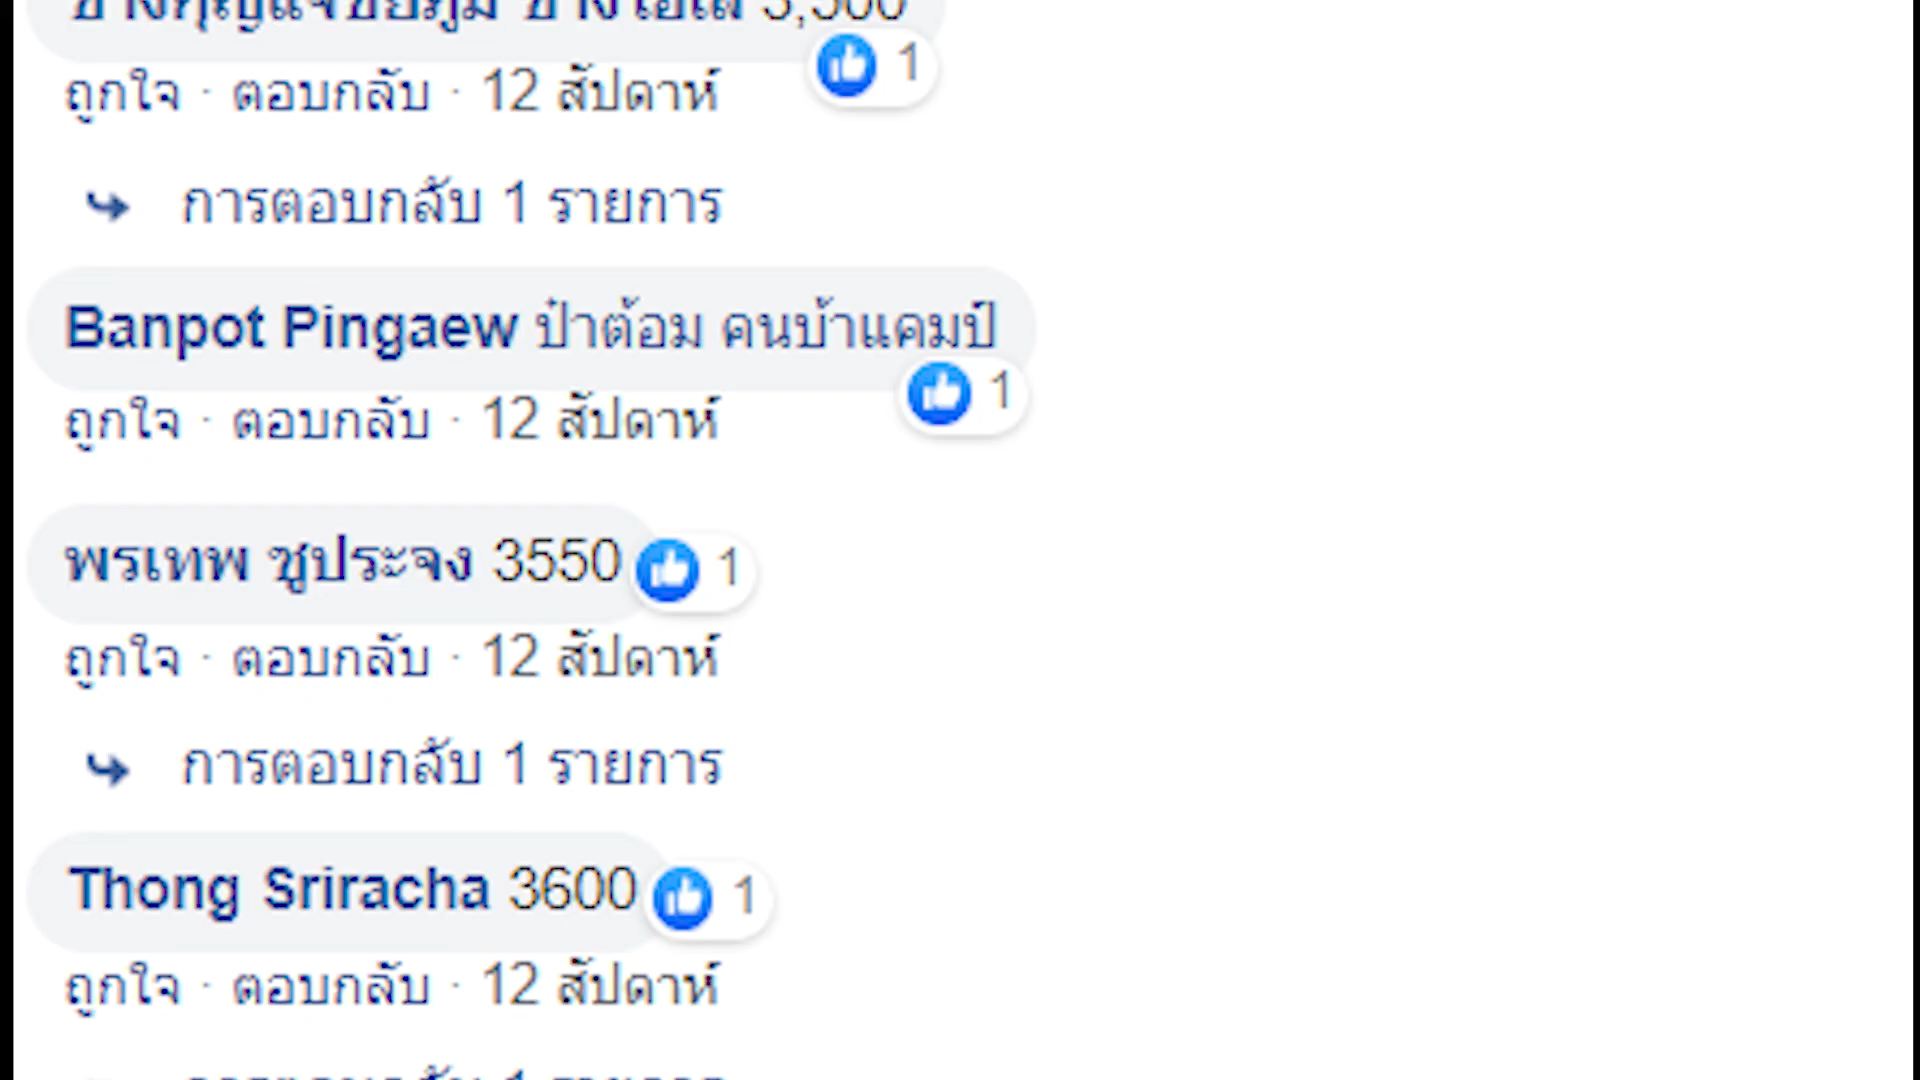 3,500
1
ถูกใจ · ตอบกลับ · 12 สัปดาห์
การตอบกลับ 1 รายการ
Banpot Pingaew ป๋าต้อม คนบ้าแคมป์
1
ถูกใจ · ตอบกลับ · 12 สัปดาห์
พรเทพ ชูประจง 3550
1
ถูกใจ · ตอบกลับ · 12 สัปดาห์
การตอบกลับ 1 รายการ
Thong Sriracha 3600
1
ถูกใจ · ตอบกลับ · 12 สัปดาห์